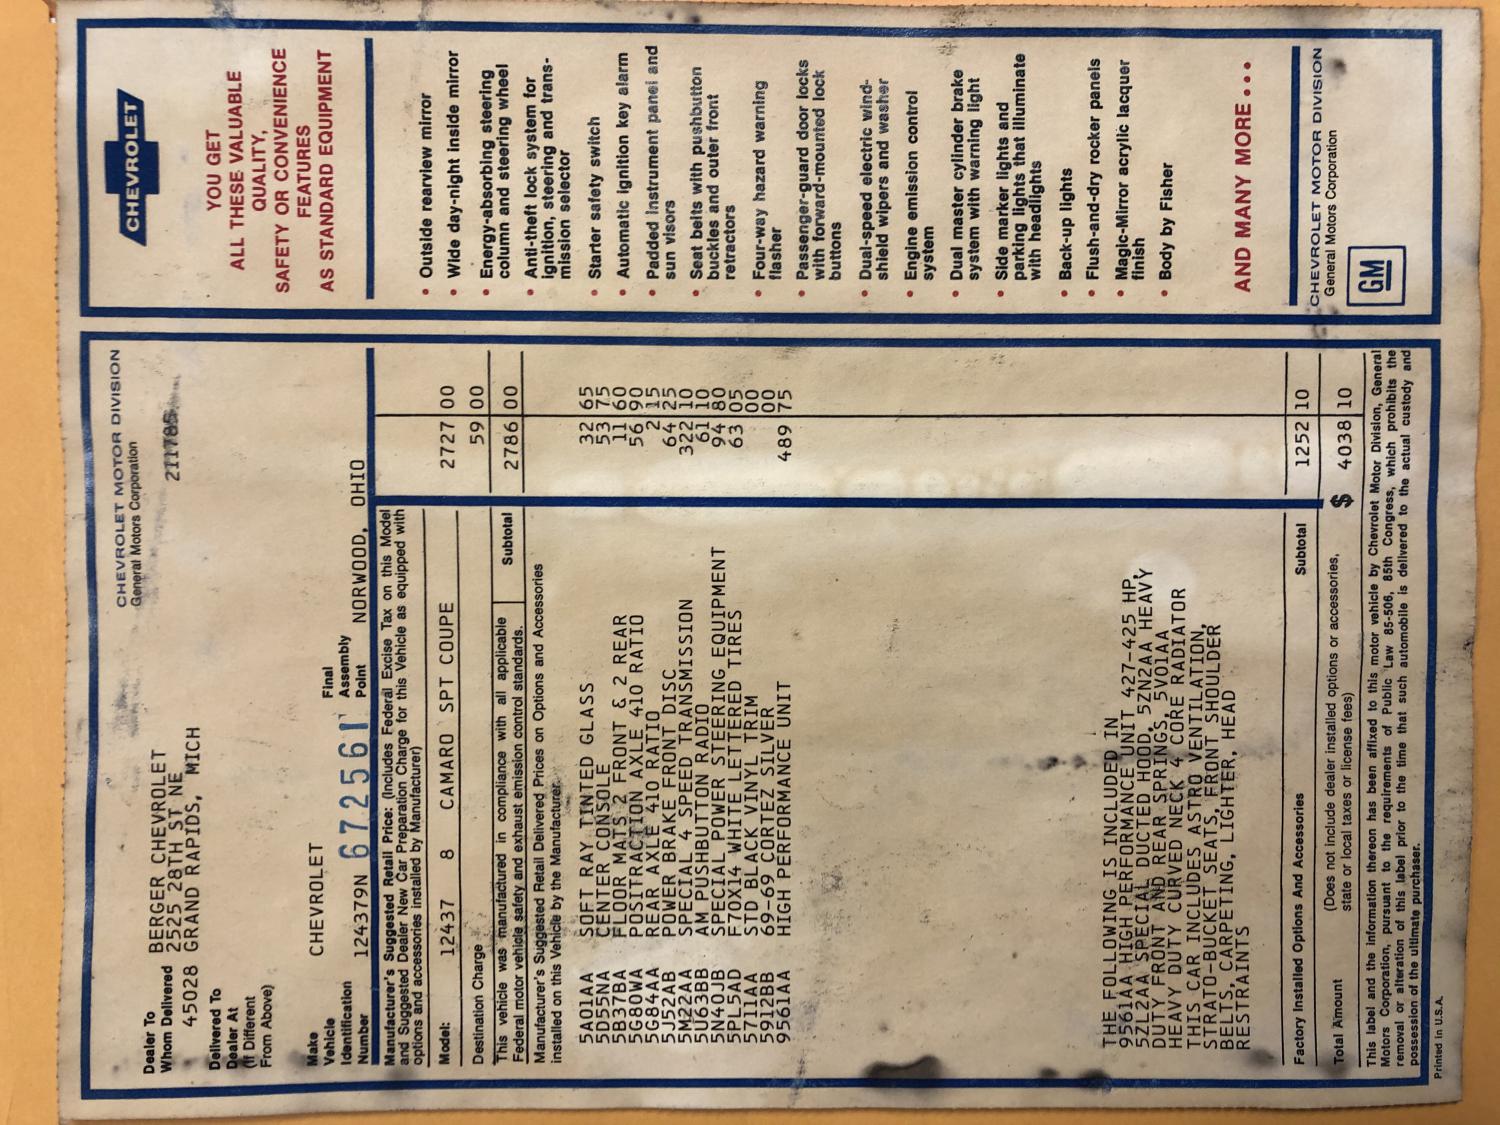 CHEVROLET
YOU GET
ALL THESE VALUABLE
QUALITY,
SAFETY OR CONVENIENCE
FEATURES
AS STANDARD EQUIPMENT
• Outside rearview mirror
• Wide day-night inside mirror
• Energy-absorbing steering
column and steering wheel
• Anti-theft lock system for
ignition, steering and trans-
mission selector
• Starter safety switch
• Automatic ignition key alarm
• Padded instrument panel and
sun visors
• Seat belts with pushbutton
buckles and outer front
retractors
• Four-way hazard warning
flasher
• Passenger-guard door locks
with forward-mounted lock
buttons
• Dual-speed electric wind-
shield wipers and washer
• Engine emission control
system
• Dual master cylinder brake
system with warning light
• Side marker lights and
parking lights that illuminate
with headlights
• Back-up lights
• Flush-and-dry rocker panels
• Magic-Mirror acrylic lacquer
finish
• Body by Fisher
AND MANY MORE . . .
CHEVROLET MOTOR DIVISION
General Motors Corporation
GM
CHEVROLET MOTOR DIVISION
General Motors Corporation
Dealer To BERGER CHEVROLET
Whom Delivered 2525 28TH ST NE 211785
45028 GRAND RAPIDS, MICH
Delivered To
Dealer At
(If Different
From Above)
Make CHEVROLET
Vehicle Final
Identification Assembly
Number 124379N 672561 Point NORWOOD, OHIO
Manufacturer's Suggested Retail Price: (Includes Federal Excise Tax on this Model
and Suggested Dealer New Car Preparation Charge for this Vehicle as equipped with
options and accessories installed by Manufacturer)
Model: 12437 8 CAMARO SPT COUPE 2727 00
Destination Charge 59 00
This vehicle was manufactured in compliance with all applicable
Federal motor vehicle safety and exhaust emission control standards. Subtotal 2786 00
Manufacturer's Suggested Retail Delivered Prices on Options and Accessories
installed on this Vehicle by the Manufacturer.
5A01AA SOFT RAY TINTED GLASS 32 65
5D55NA CENTER CONSOLE 53 75
5B37BA FLOOR MATS 2 FRONT & 2 REAR 11 60
5G80WA POSITRACTION AXLE 410 RATIO 56 90
5G84AA REAR AXLE 410 RATIO 2 15
5J52AB POWER BRAKE FRONT DISC 64 25
5M22AA SPECIAL 4 SPEED TRANSMISSION 322 10
5U63BB AM PUSHBUTTON RADIO 61 10
5N40JB SPECIAL POWER STEERING EQUIPMENT 94 80
5PL5AD F70X14 WHITE LETTERED TIRES 63 05
5711AA STD BLACK VINYL TRIM 00
5912BB 69-69 CORTEZ SILVER 00
9561AA HIGH PERFORMANCE UNIT 489 75
THE FOLLOWING IS INCLUDED IN
9561AA HIGH PERFORMANCE UNIT 427-425 HP,
5ZL2AA SPECIAL DUCTED HOOD, 5ZN2AA HEAVY
DUTY FRONT AND REAR SPRINGS, 5V01AA
HEAVY DUTY CURVED NECK 4 CORE RADIATOR
THIS CAR INCLUDES ASTRO VENTILATION,
STRATO-BUCKET SEATS, FRONT SHOULDER
BELTS, CARPETING, LIGHTER, HEAD
RESTRAINTS
Factory Installed Options And Accessories Subtotal 1252 10
Total Amount (Does not include dealer installed options or accessories,
state or local taxes or license fees) $ 4038 10
This label and the information thereon has been affixed to this motor vehicle by Chevrolet Motor Division, General
Motors Corporation, pursuant to the requirements of Public Law 85-506, 85th Congress, which prohibits the
removal or alteration of this label prior to the time that such automobile is delivered to the actual custody and
possession of the ultimate purchaser.
Printed in U.S.A.